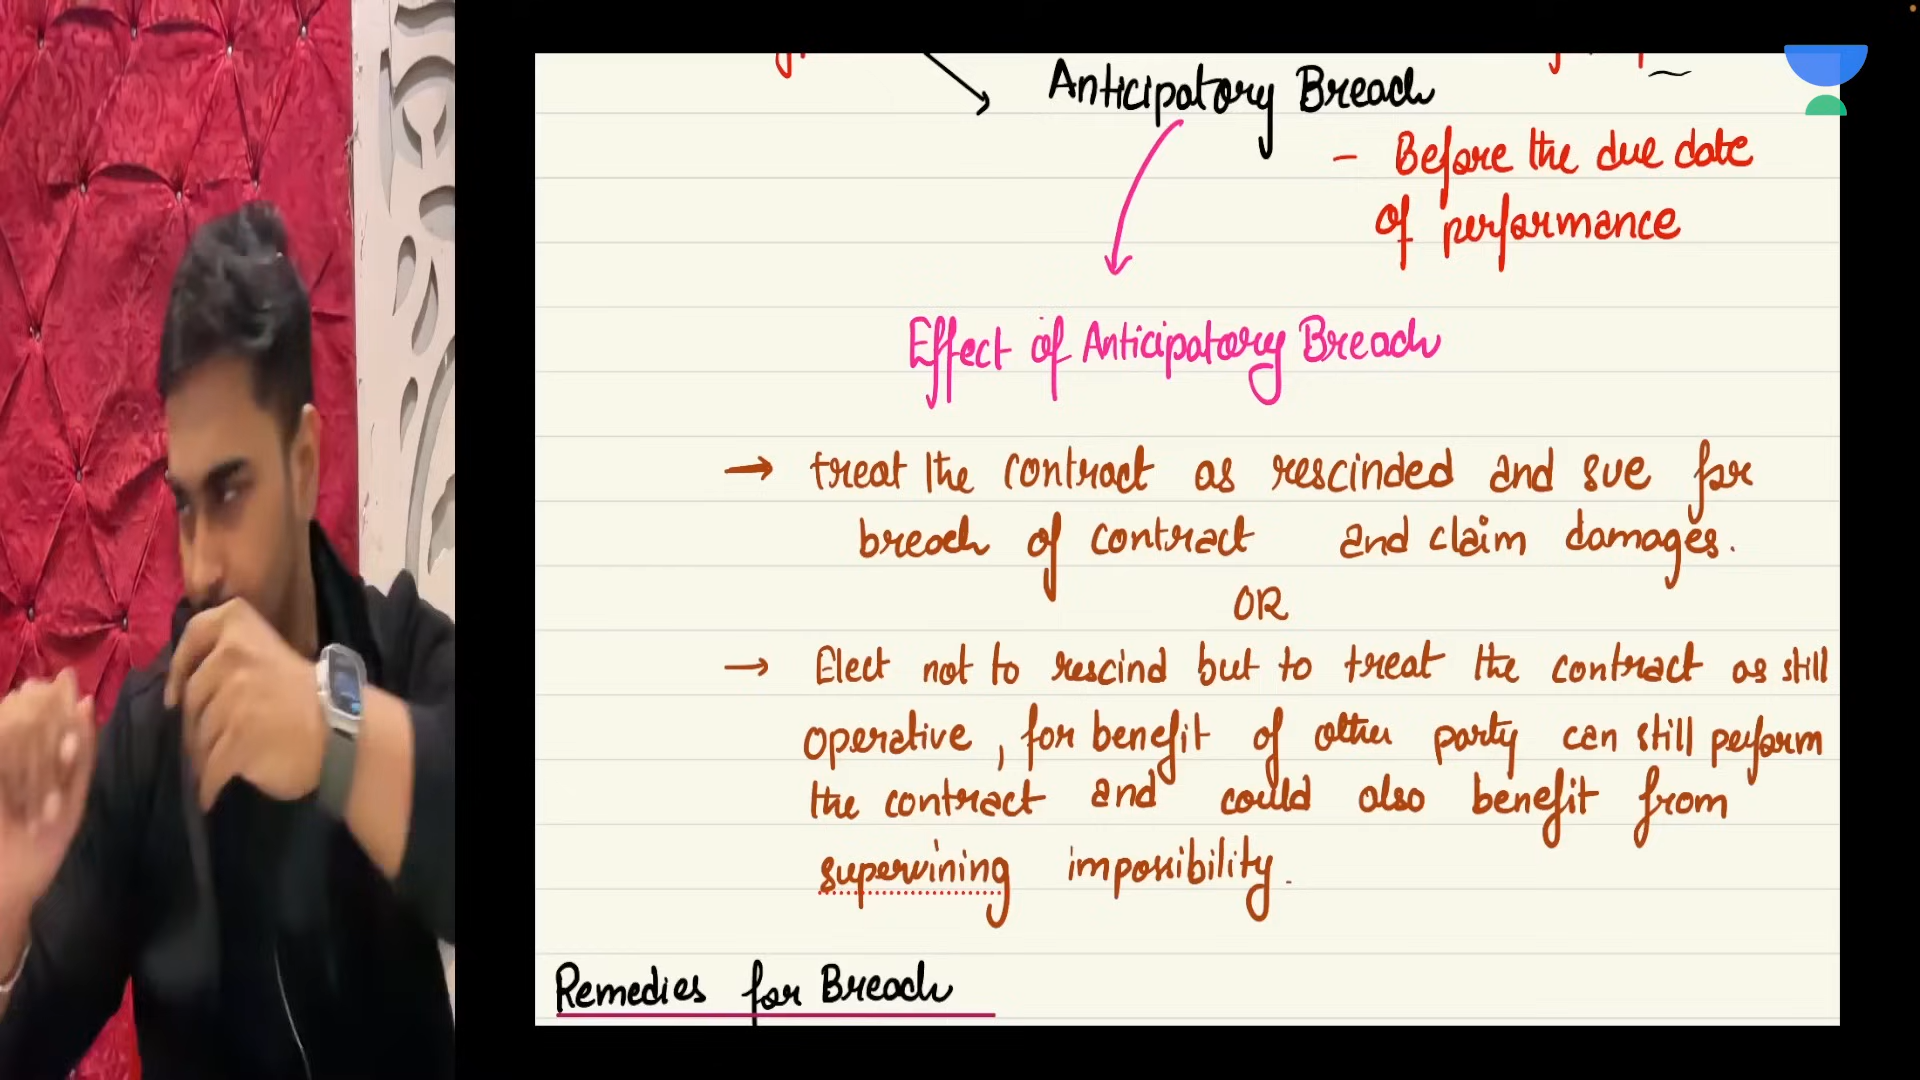 Anticipatory Breach
- Before the due date
of performance
Effect of Anticipatory Breach
→ treat the contract as rescinded and sue for
breach of contract and claim damages.
OR
→ Elect not to rescind but to treat the contract as still
operative, for benefit of other party can still perform
the contract and could also benefit from
supervining impossibility.
Remedies for Breach